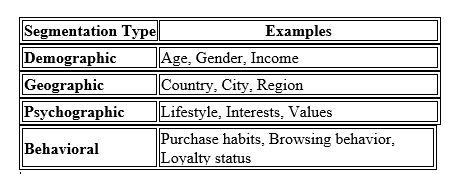 Segmentation Type Examples
Demographic Age, Gender, Income
Geographic Country, City, Region
Psychographic Lifestyle, Interests, Values
Behavioral Purchase habits, Browsing behavior,
Loyalty status